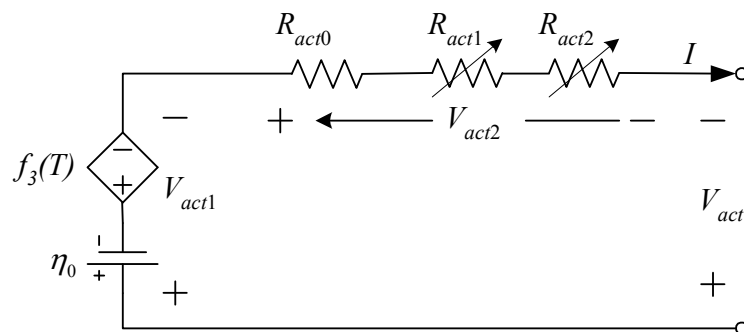 R_act0 R_act1 R_act2 I
− + V_act2 − −
f_3(T) − + V_act1 V_act
η_0 - + + +